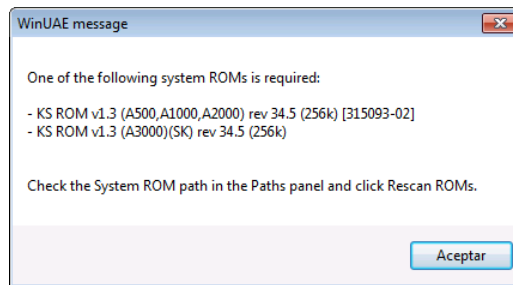 WinUAE message
One of the following system ROMs is required:
- KS ROM v1.3 (A500,A1000,A2000) rev 34.5 (256k) [315093-02]
- KS ROM v1.3 (A3000)(SK) rev 34.5 (256k)
Check the System ROM path in the Paths panel and click Rescan ROMs.
Aceptar